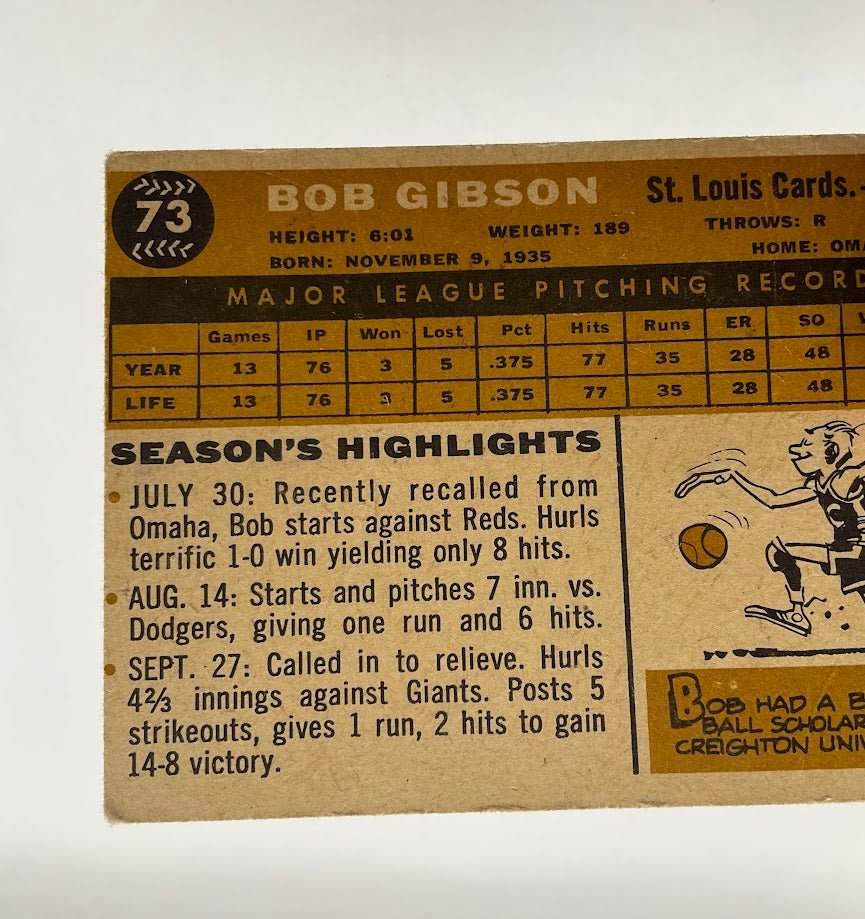 73 BOB GIBSON St. Louis Cards.
HEIGHT: 6:01 WEIGHT: 189 THROWS: R
BORN: NOVEMBER 9, 1935 HOME:
MAJOR LEAGUE PITCHING RECORD
Games IP Won Lost Pct Hits Runs ER SO
YEAR 13 76 3 5 .375 77 35 28 48
LIFE 13 76 3 5 .375 77 35 28 48
SEASON'S HIGHLIGHTS
• JULY 30: Recently recalled from
Omaha, Bob starts against Reds. Hurls
terrific 1-0 win yielding only 8 hits.
• AUG. 14: Starts and pitches 7 inn. vs.
Dodgers, giving one run and 6 hits.
• SEPT. 27: Called in to relieve. Hurls
4⅔ innings against Giants. Posts 5
strikeouts, gives 1 run, 2 hits to gain
14-8 victory.
BOB HAD A
BALL
CREIGHTON